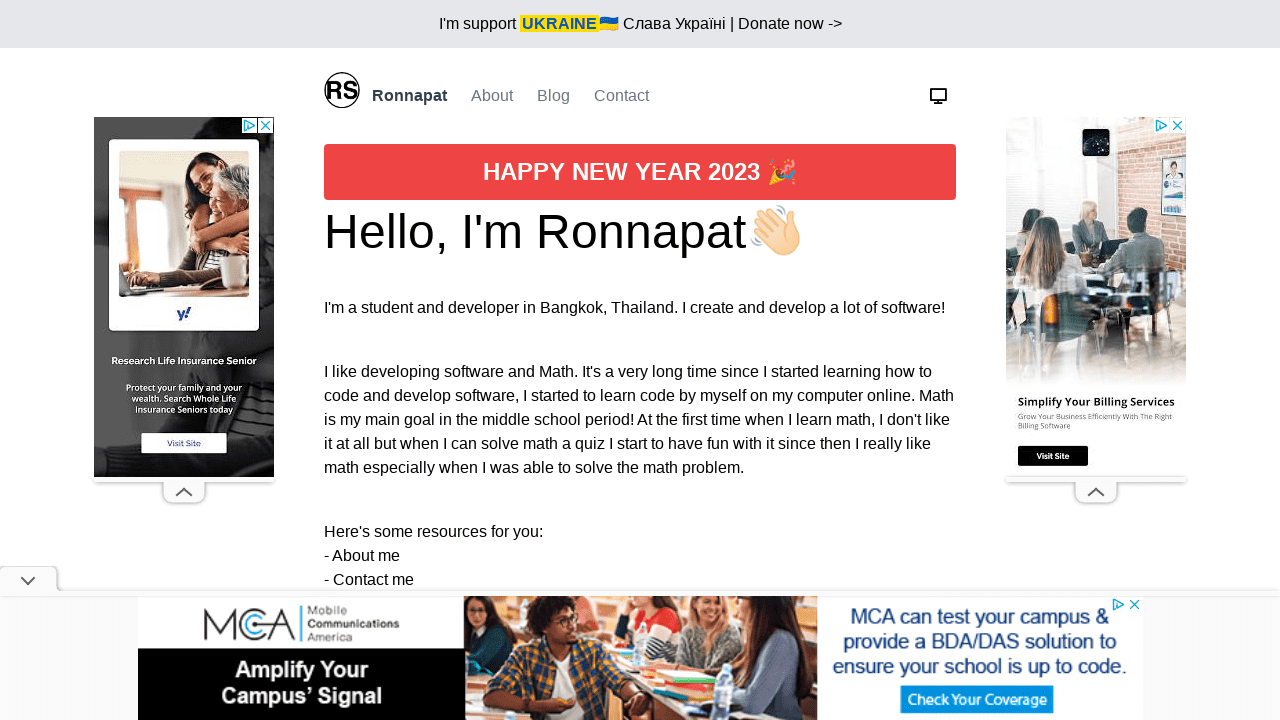 I'm support UKRAINE🇺🇦 Слава Україні | Donate now ->
RS Ronnapat About Blog Contact
HAPPY NEW YEAR 2023 🎉
Hello, I'm Ronnapat👋🏻
I'm a student and developer in Bangkok, Thailand. I create and develop a lot of software!
I like developing software and Math. It's a very long time since I started learning how to
code and develop software, I started to learn code by myself on my computer online. Math
is my main goal in the middle school period! At the first time when I learn math, I don't like
it at all but when I can solve math a quiz I start to have fun with it since then I really like
math especially when I was able to solve the math problem.
Here's some resources for you:
- About me
- Contact me
y!
Research Life Insurance Senior
Protect your family and your
wealth. Search Whole Life
Insurance Seniors today
Visit Site
Simplify Your Billing Services
Grow Your Business Efficiently With The Right
Billing Software
Visit Site
MCA Mobile
Communications
America
Amplify Your
Campus' Signal
MCA can test your campus &
provide a BDA/DAS solution to
ensure your school is up to code.
Check Your Coverage